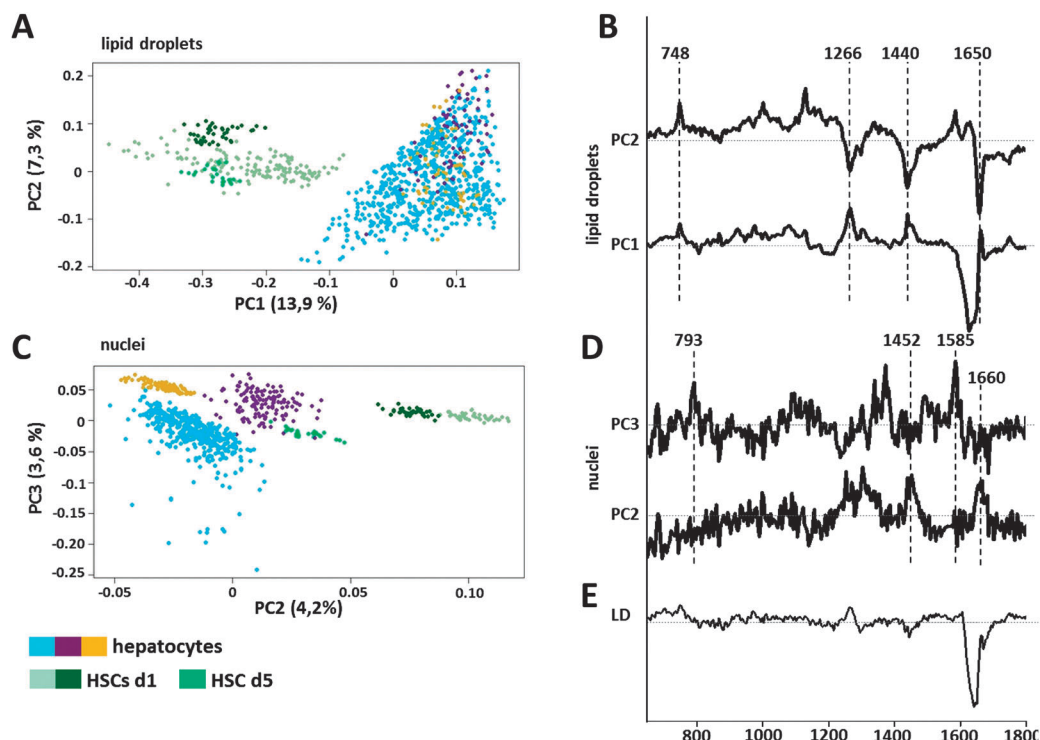 A
lipid droplets
0.2
0.1
0
-0.1
-0.2
PC2 (7,3 %)
-0.4
-0.3
-0.2
-0.1
0
0.1
PC1 (13,9 %)
B
748
1266
1440
1650
PC2
PC1
lipid droplets
C
nuclei
0.05
0
-0.05
-0.1
-0.15
-0.20
-0.25
PC3 (3,6 %)
-0.05
0
0.05
0.10
PC2 (4,2%)
hepatocytes
HSCs d1
HSC d5
D
793
1452
1585
1660
PC3
PC2
nuclei
E
LD
800
1000
1200
1400
1600
1800